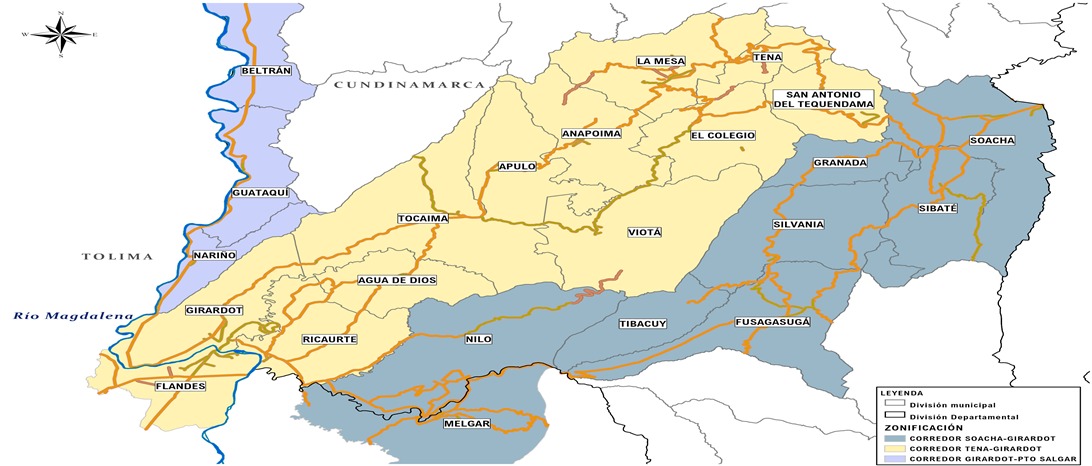 N
W
E
S
BELTRÁN
CUNDINAMARCA
LA MESA
TENA
SAN ANTONIO
DEL TEQUENDAMA
ANAPOIMA
EL COLEGIO
SOACHA
APULO
GRANADA
GUATAQUÍ
TOCAIMA
SIBATÉ
SILVANIA
VIOTÁ
TOLIMA
NARIÑO
AGUA DE DIOS
GIRARDOT
Río Magdalena
TIBACUY
FUSAGASUGÁ
RICAURTE
NILO
FLANDES
MELGAR
LEYENDA
División municipal
División Departamental
ZONIFICACIÓN
CORREDOR SOACHA-GIRARDOT
CORREDOR TENA-GIRARDOT
CORREDOR GIRARDOT-PTO SALGAR